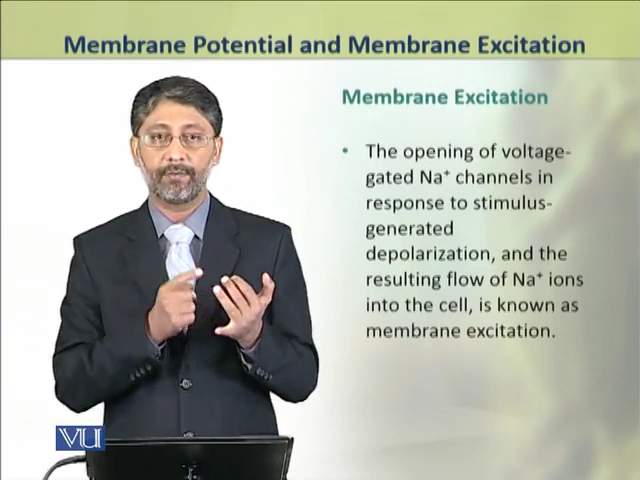 Membrane Potential and Membrane Excitation
Membrane Excitation
• The opening of voltage-
gated Na⁺ channels in
response to stimulus-
generated
depolarization, and the
resulting flow of Na⁺ ions
into the cell, is known as
membrane excitation.
VU